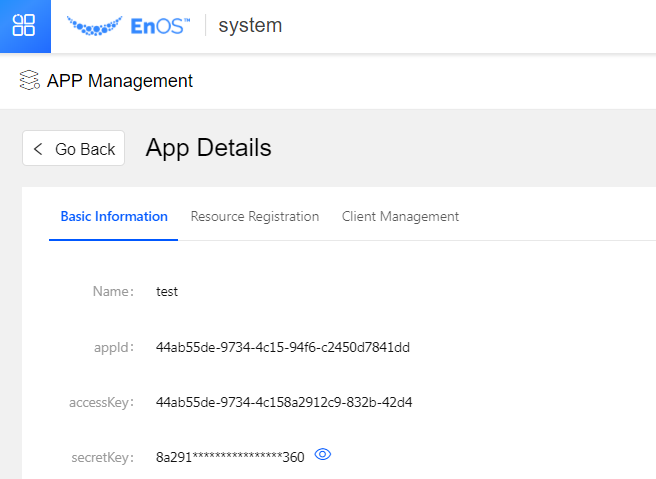 EnOS™ system
APP Management
Go Back App Details
Basic Information Resource Registration Client Management
Name: test
appId: 44ab55de-9734-4c15-94f6-c2450d7841dd
accessKey: 44ab55de-9734-4c158a2912c9-832b-42d4
secretKey: 8a291****************360